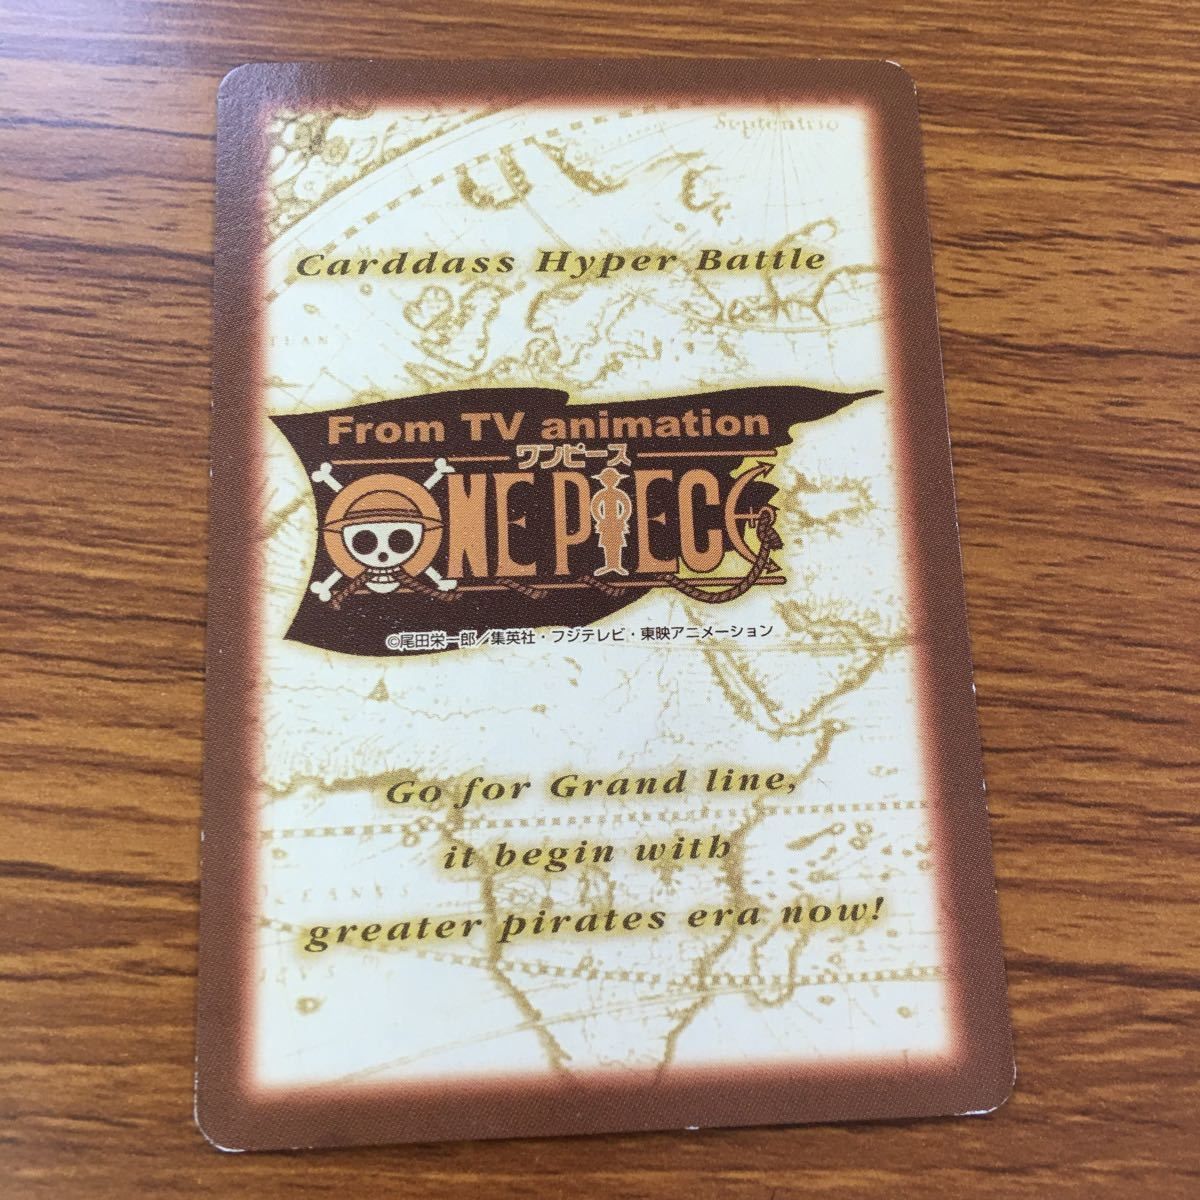 Septentrio
Carddass Hyper Battle
From TV animation
ワンピース
ONE PIECE
©尾田栄一郎／集英社・フジテレビ・東映アニメーション
Go for Grand line,
it begin with
greater pirates era now!